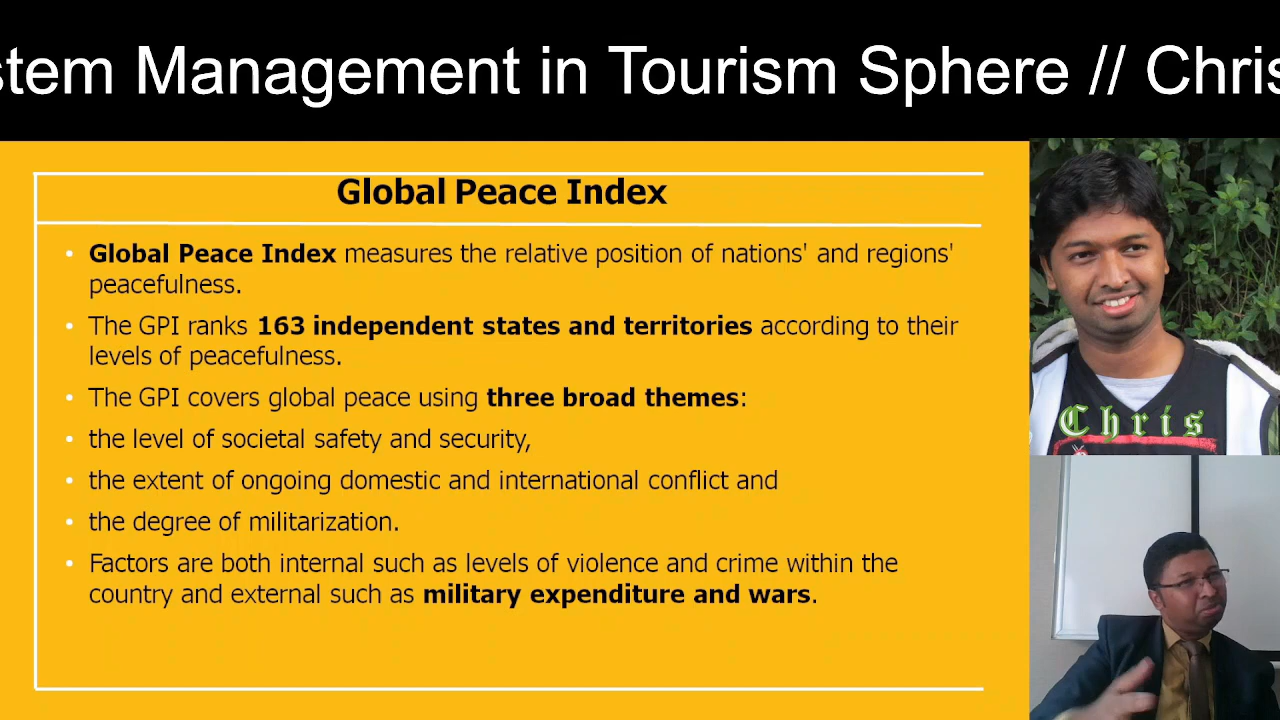 stem Management in Tourism Sphere // Chris
Global Peace Index
• Global Peace Index measures the relative position of nations' and regions'
peacefulness.
• The GPI ranks 163 independent states and territories according to their
levels of peacefulness.
• The GPI covers global peace using three broad themes:
• the level of societal safety and security,
• the extent of ongoing domestic and international conflict and
• the degree of militarization.
• Factors are both internal such as levels of violence and crime within the
country and external such as military expenditure and wars.
Chris